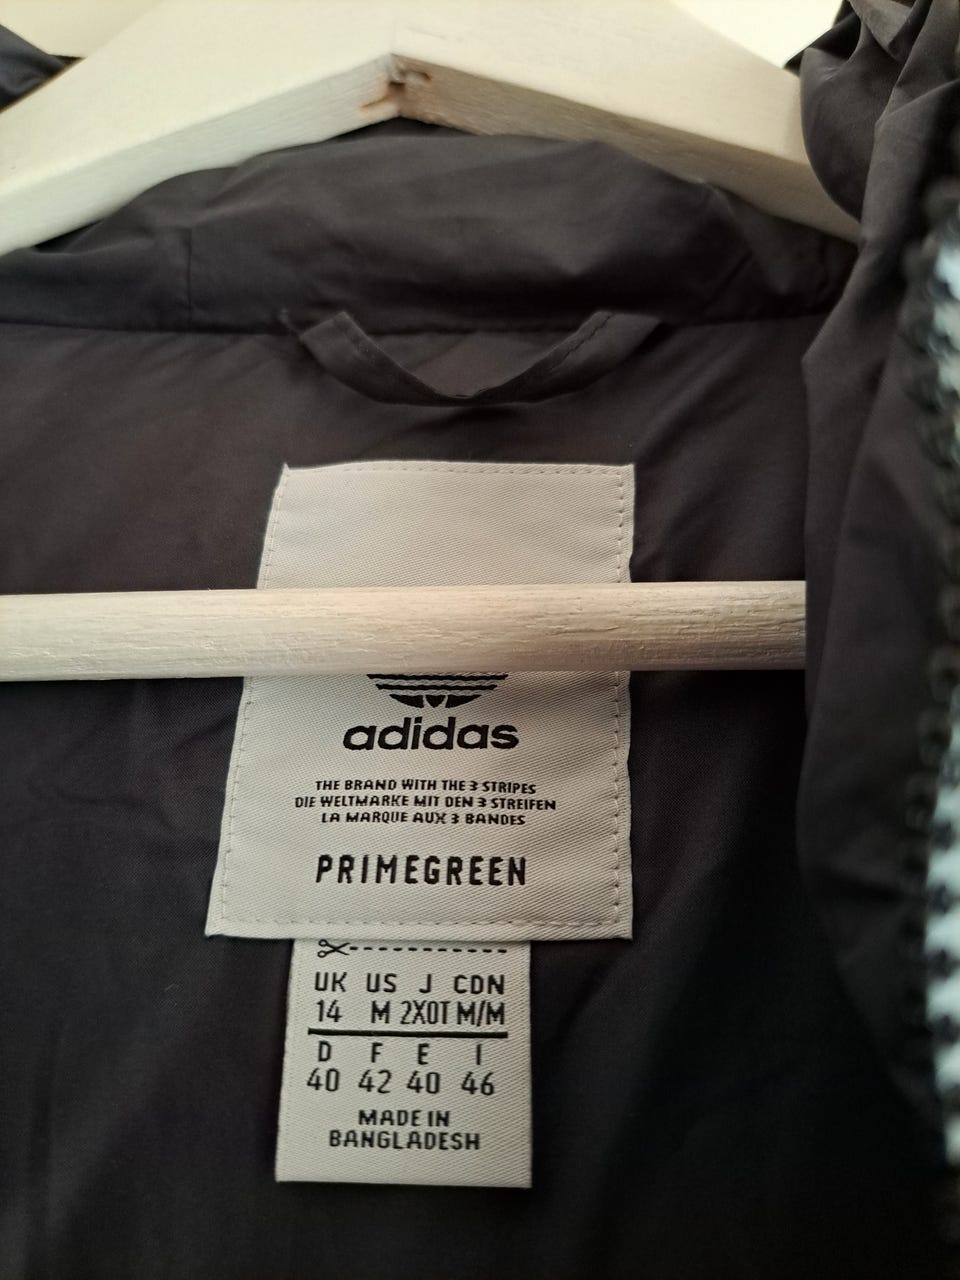 adidas
THE BRAND WITH THE 3 STRIPES
DIE WELTMARKE MIT DEN 3 STREIFEN
LA MARQUE AUX 3 BANDES
PRIMEGREEN
UK US J CDN
14 M 2XOT M/M
D F E I
40 42 40 46
MADE IN
BANGLADESH